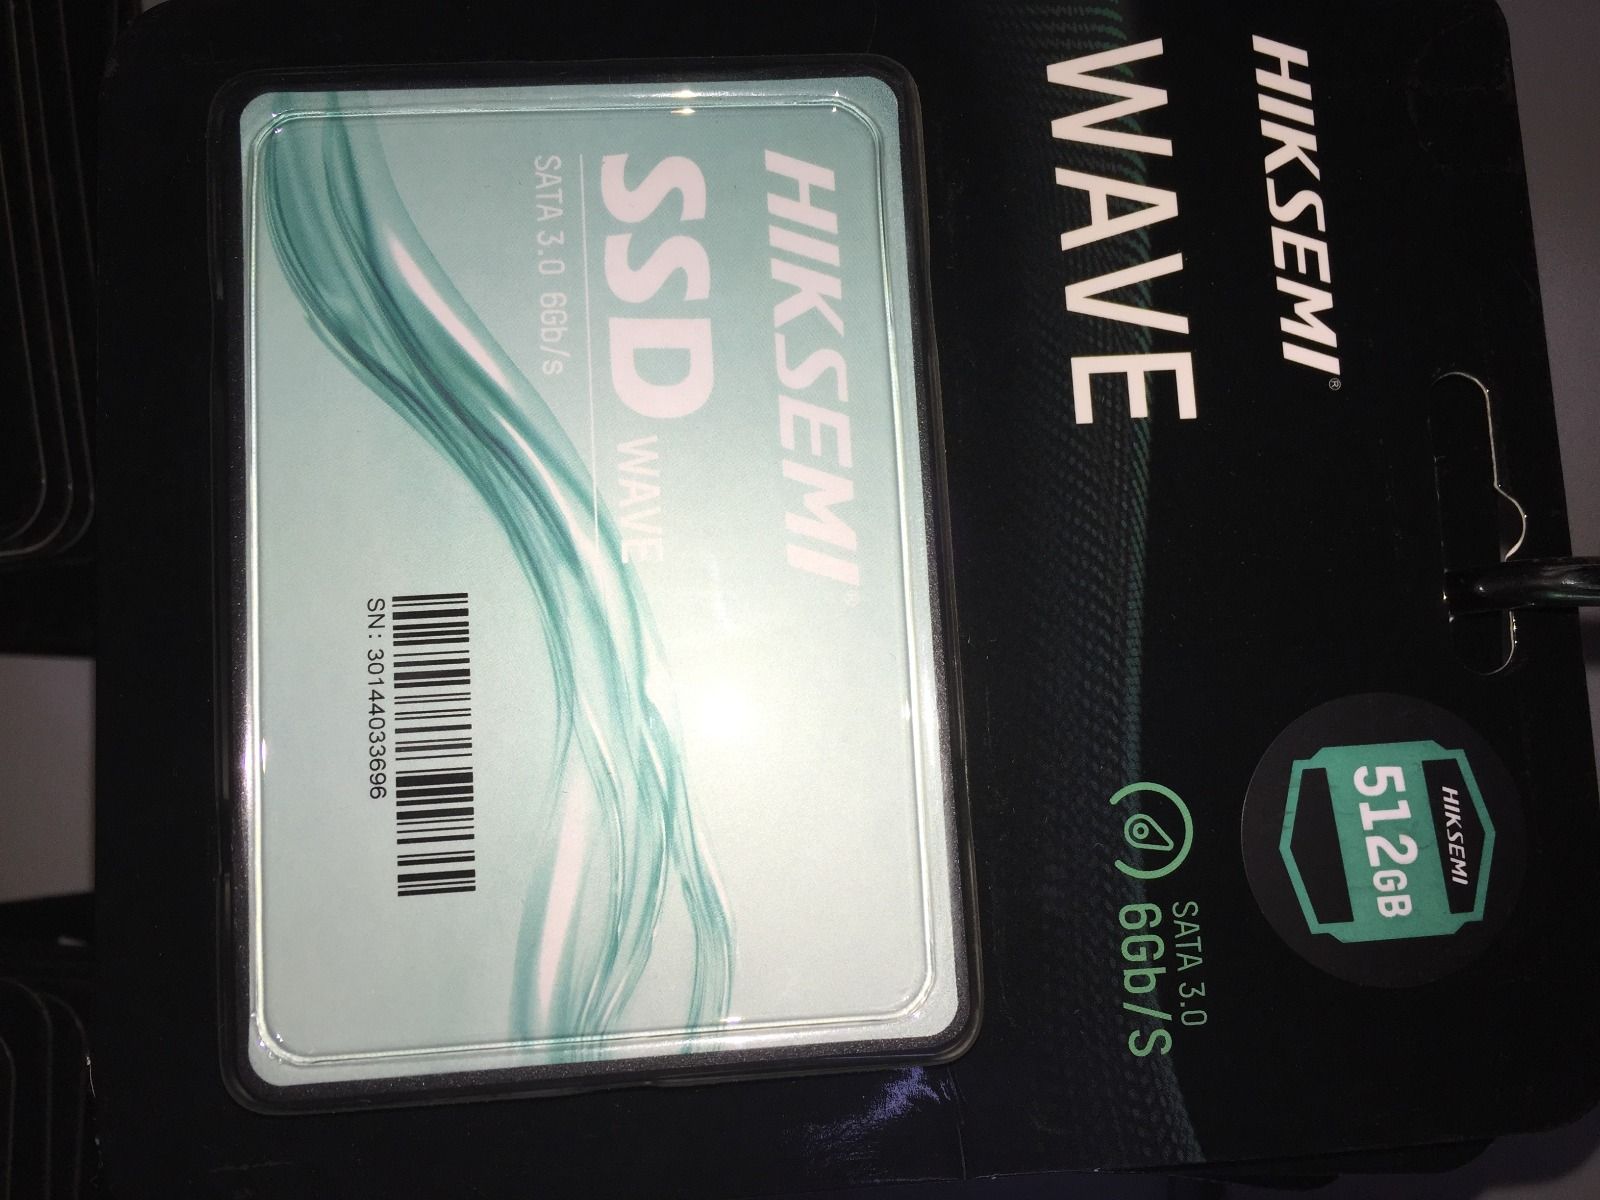 HIKSEMI®
WAVE
HIKSEMI
512GB
SATA 3.0
6Gb/s
HIKSEMI®
SSD WAVE
SATA 3.0 6Gb/s
SN: 30144033696